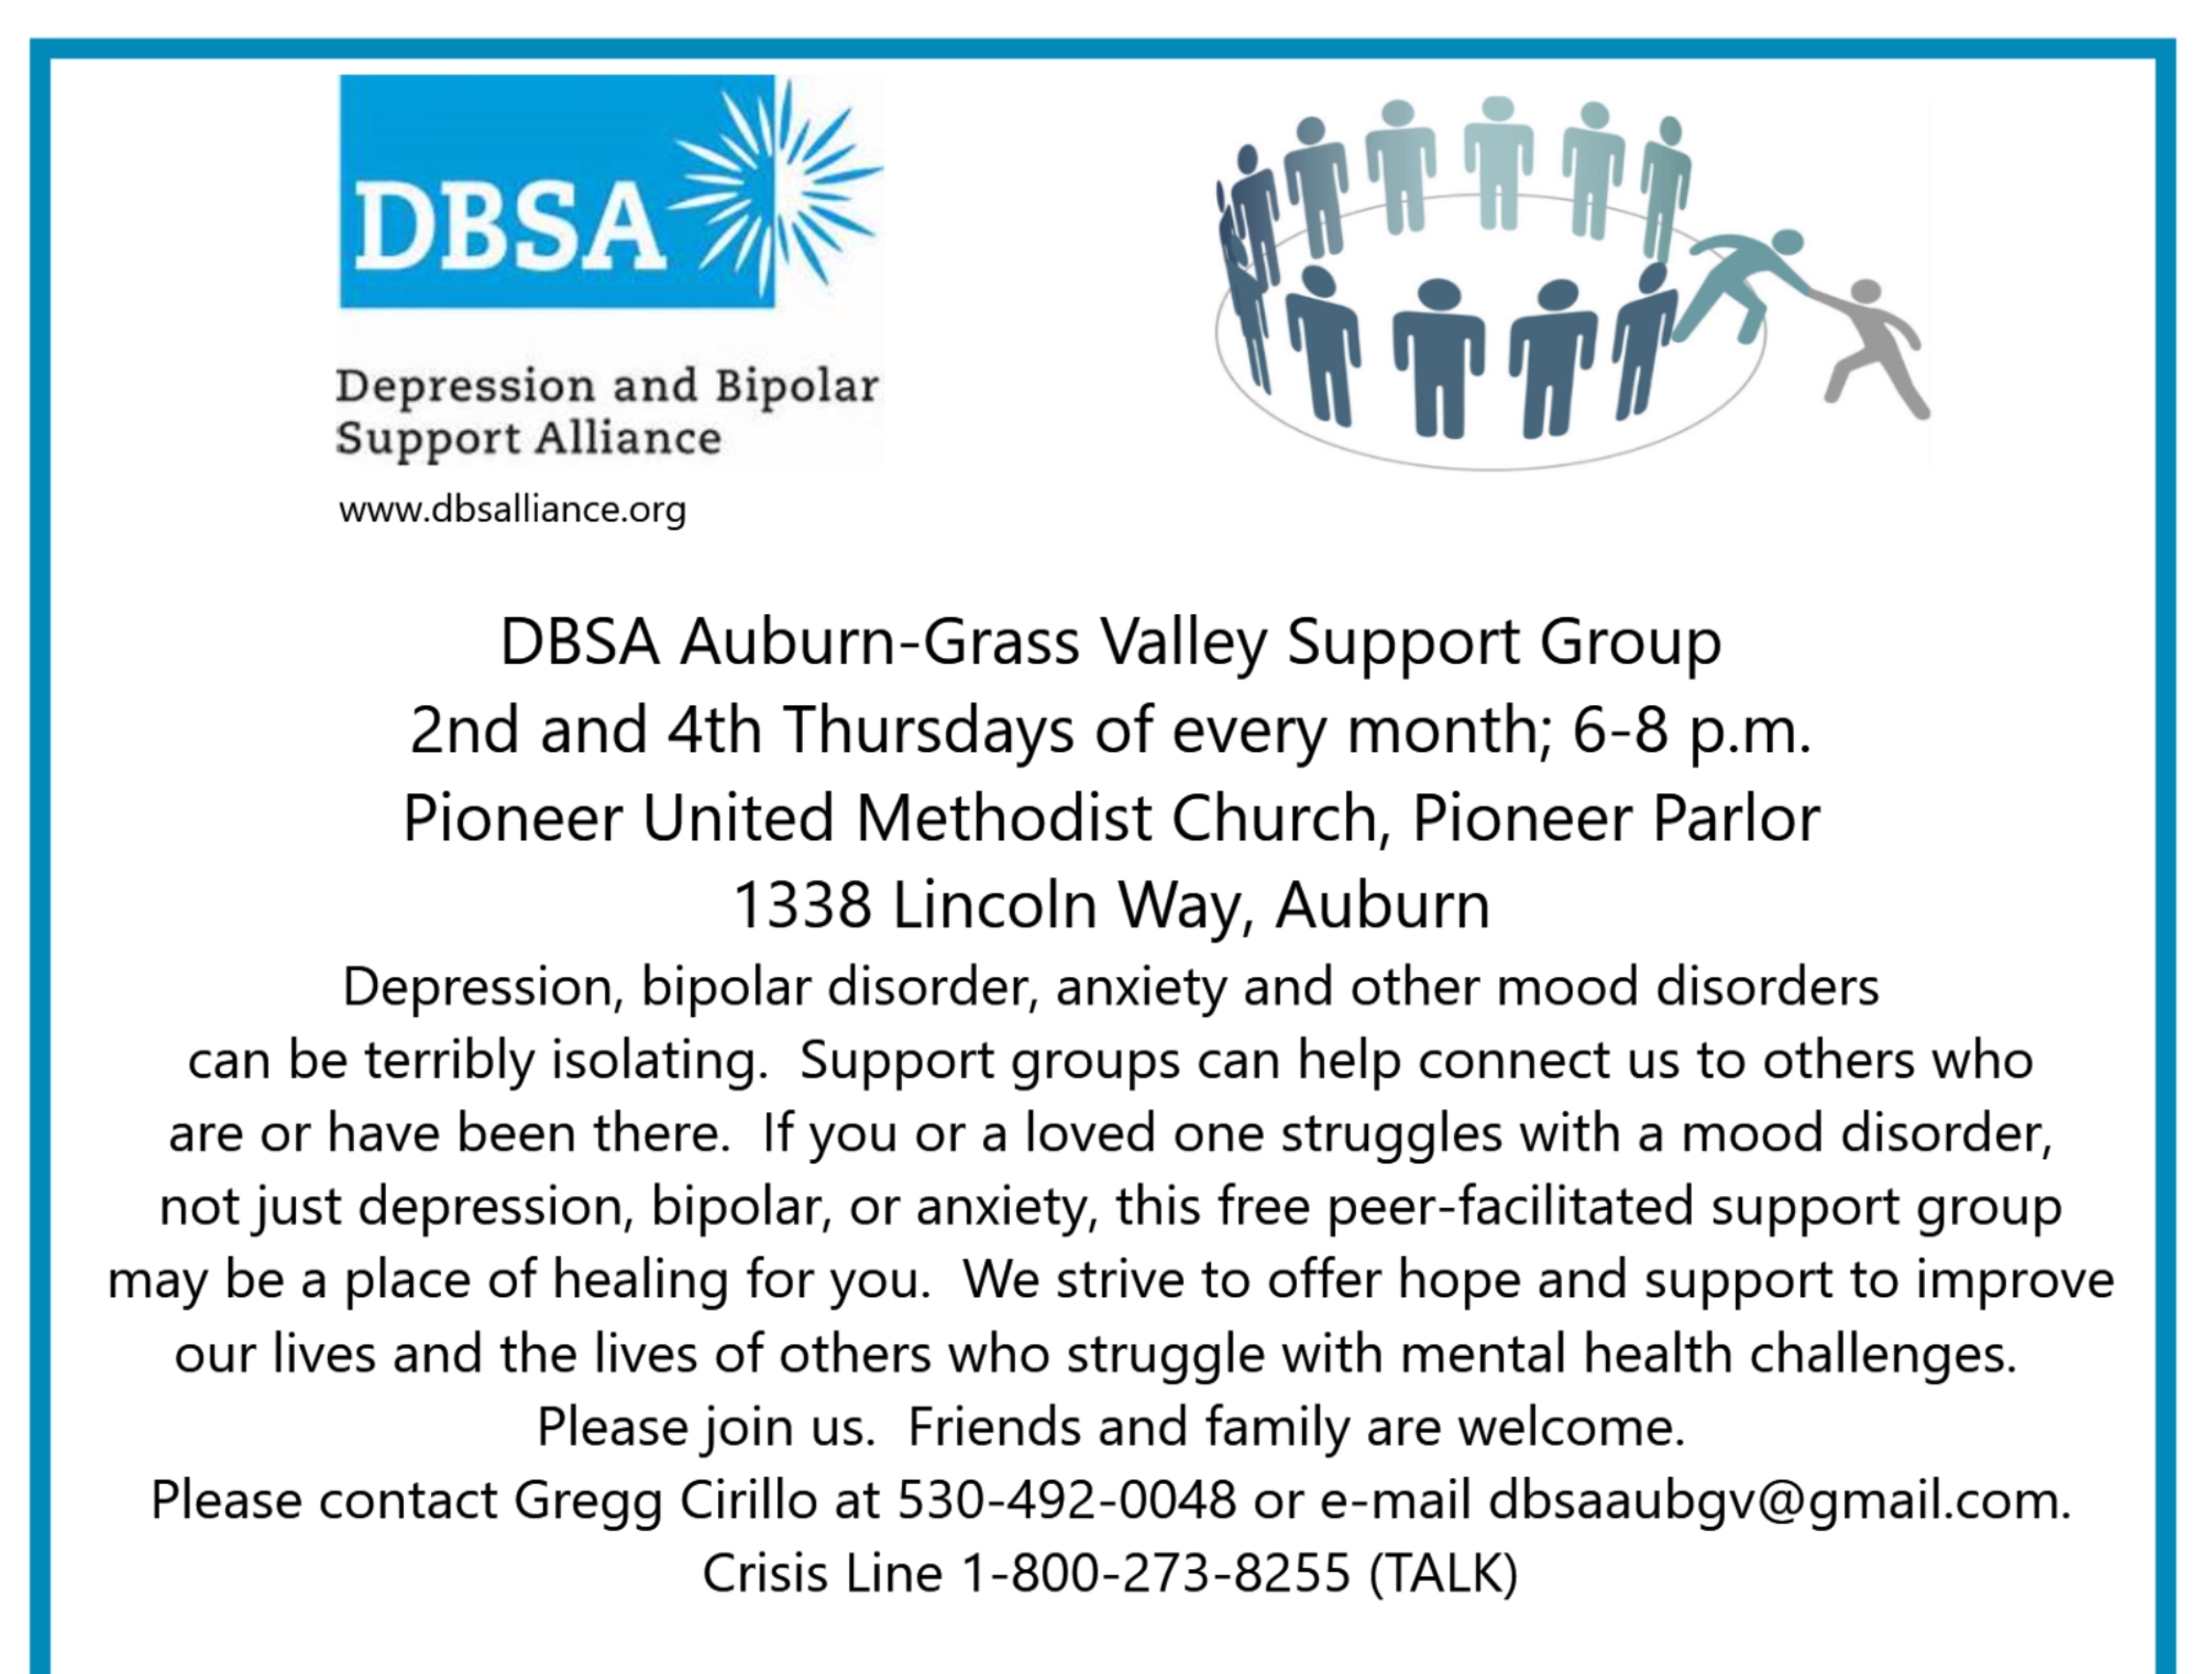 DBSA
Depression and Bipolar
Support Alliance
www.dbsalliance.org
DBSA Auburn-Grass Valley Support Group
2nd and 4th Thursdays of every month; 6-8 p.m.
Pioneer United Methodist Church, Pioneer Parlor
1338 Lincoln Way, Auburn
Depression, bipolar disorder, anxiety and other mood disorders
can be terribly isolating.  Support groups can help connect us to others who
are or have been there.  If you or a loved one struggles with a mood disorder,
not just depression, bipolar, or anxiety, this free peer-facilitated support group
may be a place of healing for you.  We strive to offer hope and support to improve
our lives and the lives of others who struggle with mental health challenges.
Please join us.  Friends and family are welcome.
Please contact Gregg Cirillo at 530-492-0048 or e-mail dbsaaubgv@gmail.com.
Crisis Line 1-800-273-8255 (TALK)